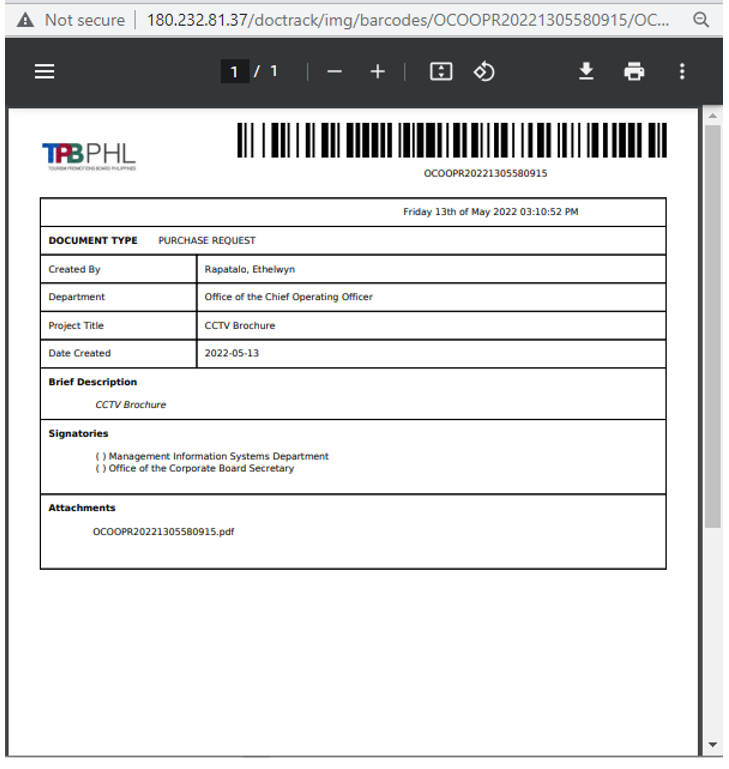 Not secure 180.232.81.37/doctrack/img/barcodes/OCOOPR20221305580915/OC...
1 / 1
TPBPHL
TOURISM PROMOTIONS BOARD PHILIPPINES
OCOOPR20221305580915
Friday 13th of May 2022 03:10:52 PM
DOCUMENT TYPE PURCHASE REQUEST
Created By Rapatalo, Ethelwyn
Department Office of the Chief Operating Officer
Project Title CCTV Brochure
Date Created 2022-05-13
Brief Description
CCTV Brochure
Signatories
( ) Management Information Systems Department
( ) Office of the Corporate Board Secretary
Attachments
OCOOPR20221305580915.pdf